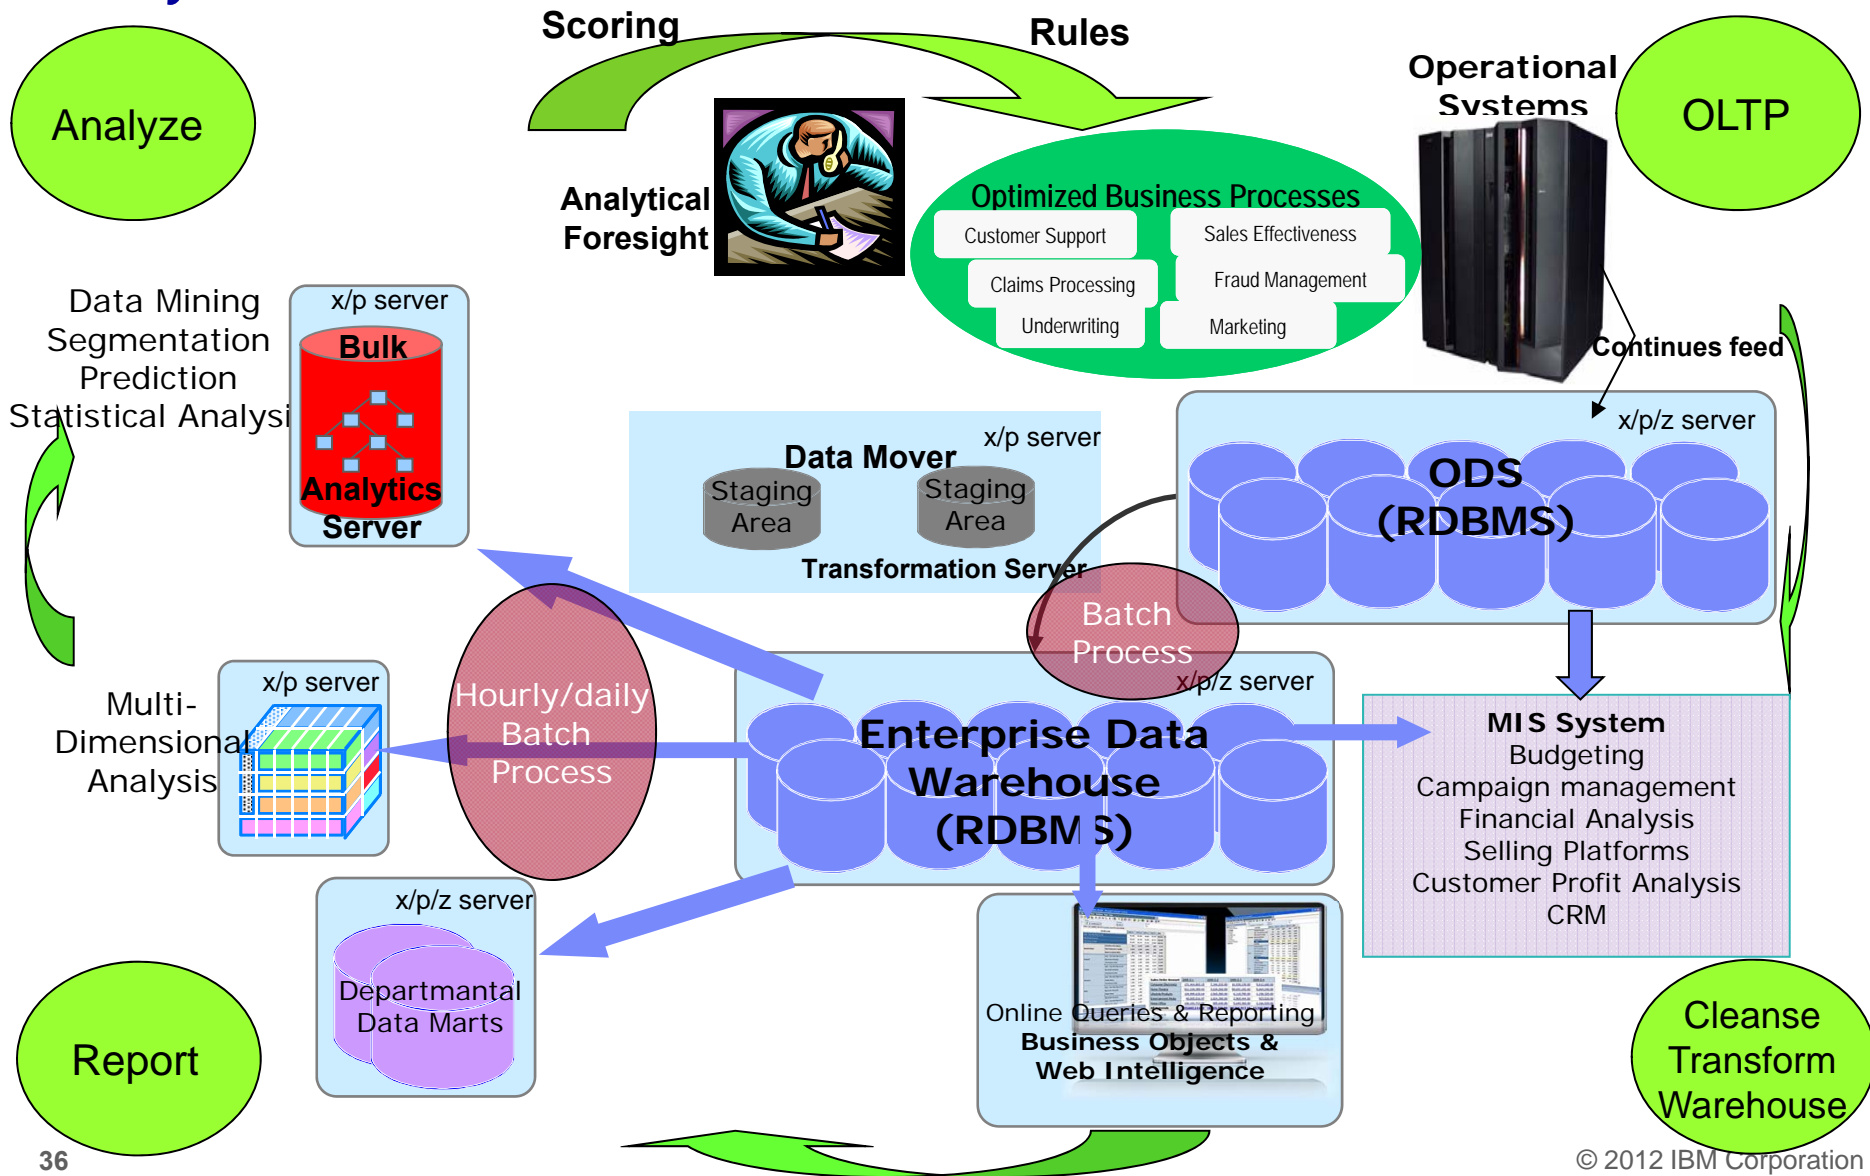 Scoring
Rules
Analyze
Operational
Systems
OLTP
Analytical
Foresight
Optimized Business Processes
Customer Support
Sales Effectiveness
Claims Processing
Fraud Management
Underwriting
Marketing
Data Mining
Segmentation
Prediction
Statistical Analysi
x/p server
Bulk
Analytics
Server
Continues feed
x/p server
Data Mover
Staging
Area
Staging
Area
Transformation Server
x/p/z server
ODS
(RDBMS)
Batch
Process
Multi-
Dimensional
Analysis
x/p server
Hourly/daily
Batch
Process
x/p/z server
Enterprise Data
Warehouse
(RDBMS)
MIS System
Budgeting
Campaign management
Financial Analysis
Selling Platforms
Customer Profit Analysis
CRM
x/p/z server
Departmantal
Data Marts
Online Queries & Reporting
Business Objects &
Web Intelligence
Report
Cleanse
Transform
Warehouse
36
© 2012 IBM Corporation